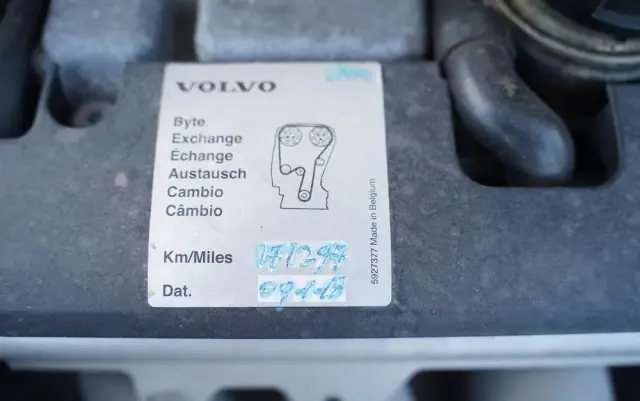 VOLVO
Byte
Exchange
Échange
Austausch
Cambio
Câmbio
Km/Miles
Dat.
5927377 Made in Belgium